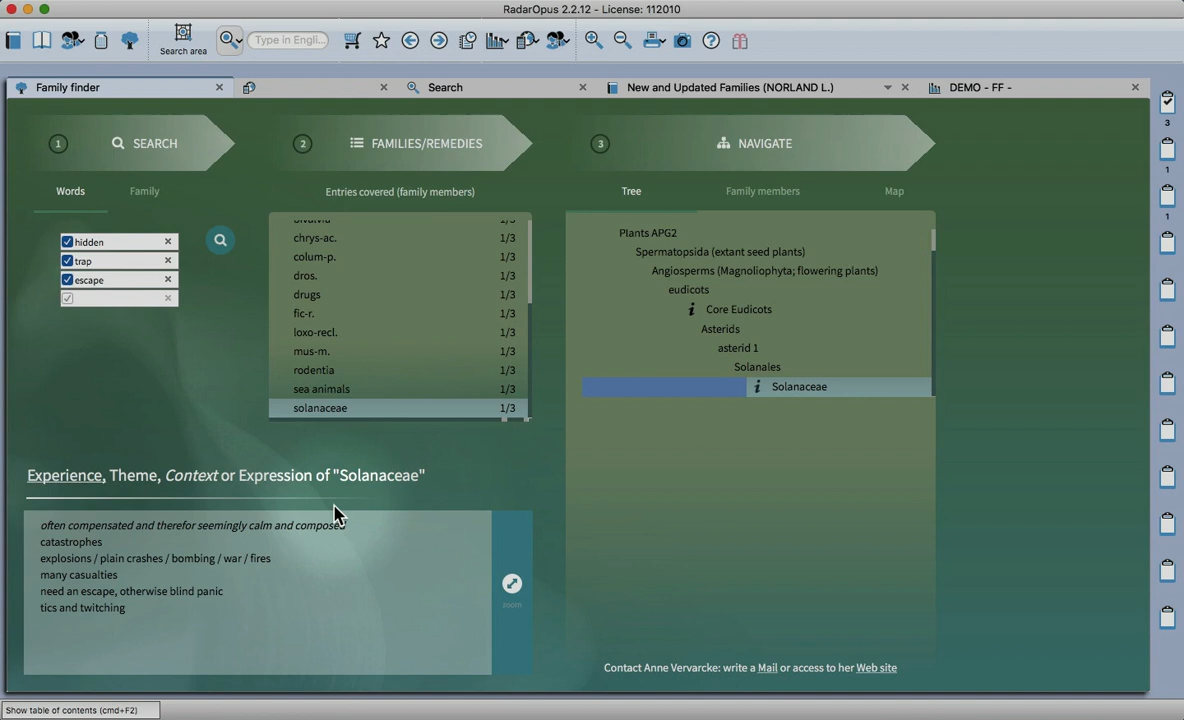 RadarOpus 2.2.12 - License: 112010
Search area
Type in Engli...
Family finder
Search
New and Updated Families (NORLAND L.)
DEMO - FF -
1 SEARCH
2 FAMILIES/REMEDIES
3 NAVIGATE
Words Family
Entries covered (family members)
Tree Family members Map
hidden
trap
escape
bivalvia 1/3
chrys-ac. 1/3
colum-p. 1/3
dros. 1/3
drugs 1/3
fic-r. 1/3
loxo-recl. 1/3
mus-m. 1/3
rodentia 1/3
sea animals 1/3
solanaceae 1/3
Plants APG2
Spermatopsida (extant seed plants)
Angiosperms (Magnoliophyta; flowering plants)
eudicots
i Core Eudicots
Asterids
asterid 1
Solanales
i Solanaceae
Experience, Theme, Context or Expression of "Solanaceae"
often compensated and therefor seemingly calm and composed
catastrophes
explosions / plain crashes / bombing / war / fires
many casualties
need an escape, otherwise blind panic
tics and twitching
zoom
Contact Anne Vervarcke: write a Mail or access to her Web site
3
1
1
Show table of contents (cmd+F2)